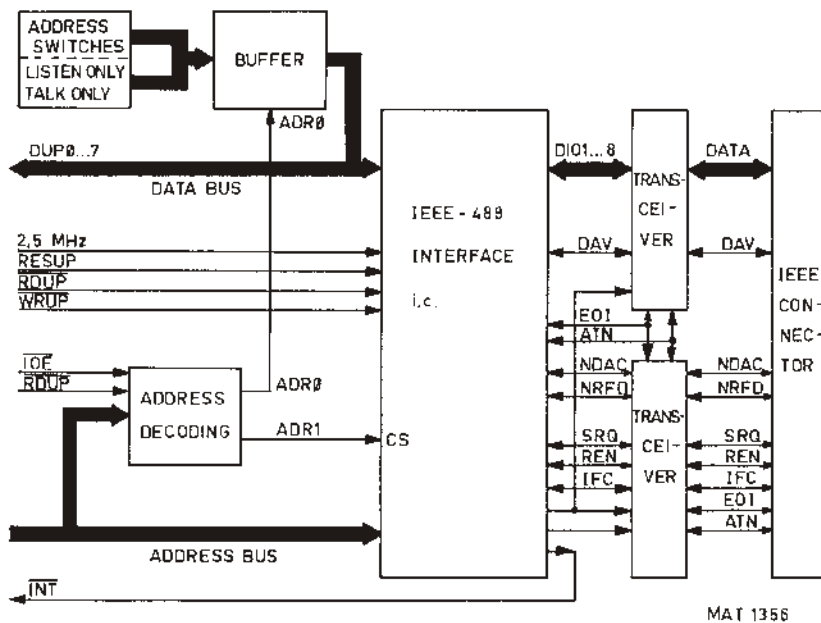 ADDRESS
SWITCHES
LISTEN ONLY
TALK ONLY
BUFFER
ADRØ
DUPØ...7
DATA BUS
2,5 MHz
RESUP
RDUP
WRUP
IOE
RDUP
ADDRESS
DECODING
ADRØ
ADR1
CS
ADDRESS BUS
INT
IEEE-488
INTERFACE
i.c.
DIO1...8
DAV
EOI
ATN
NDAC
NRFD
SRQ
REN
IFC
TRANS-
CEI-
VER
TRANS-
CEI-
VER
DATA
DAV
NDAC
NRFD
SRQ
REN
IFC
EOI
ATN
IEEE
CON-
NEC-
TOR
MAT 1356